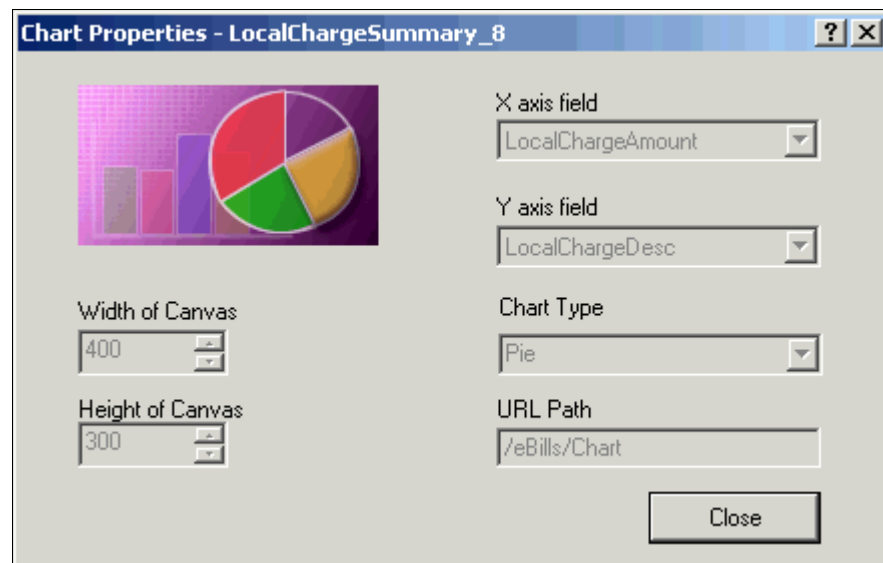 Chart Properties - LocalChargeSummary_8
X axis field
LocalChargeAmount
Y axis field
LocalChargeDesc
Width of Canvas
400
Height of Canvas
300
Chart Type
Pie
URL Path
/eBills/Chart
Close